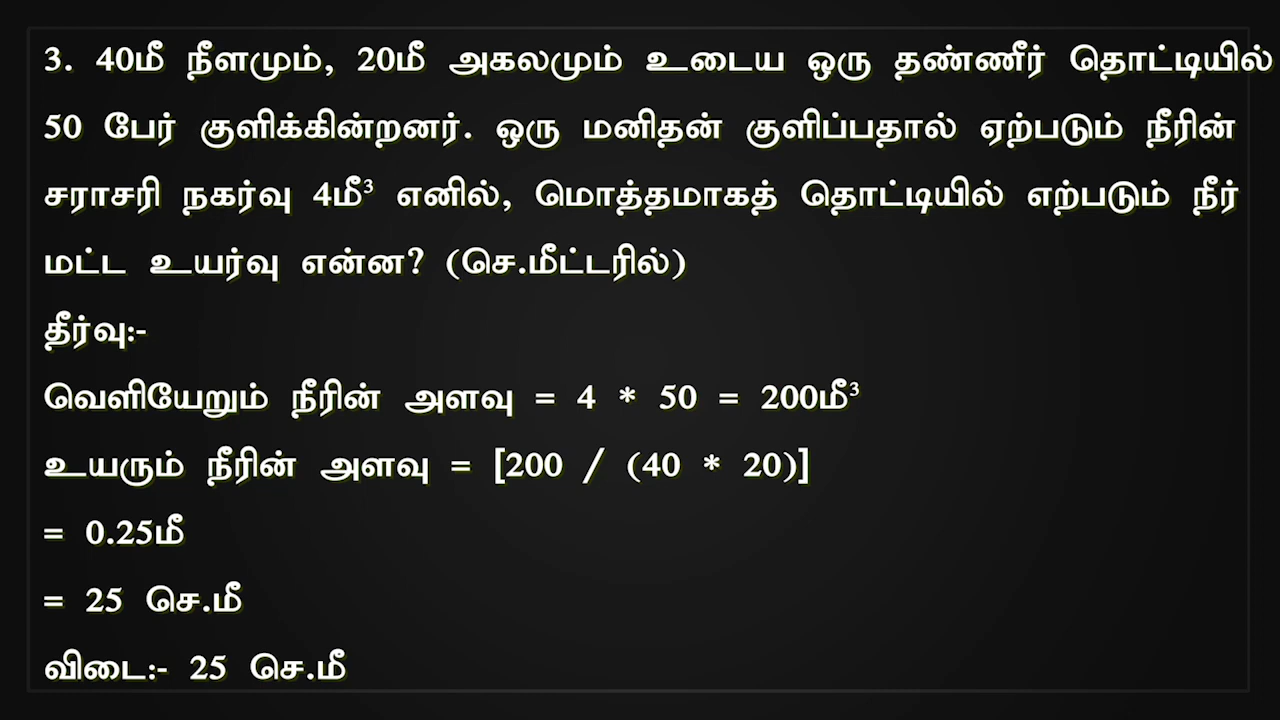 3. 40மீ நீளமும், 20மீ அகலமும் உடைய ஒரு தண்ணீர் தொட்டியில்
50 பேர் குளிக்கின்றனர். ஒரு மனிதன் குளிப்பதால் ஏற்படும் நீரின்
சராசரி நகர்வு 4மீ³ எனில், மொத்தமாகத் தொட்டியில் எற்படும் நீர்
மட்ட உயர்வு என்ன? (செ.மீட்டரில்)
தீர்வு:-
வெளியேறும் நீரின் அளவு = 4 * 50 = 200மீ³
உயரும் நீரின் அளவு = [200 / (40 * 20)]
= 0.25மீ
= 25 செ.மீ
விடை:- 25 செ.மீ